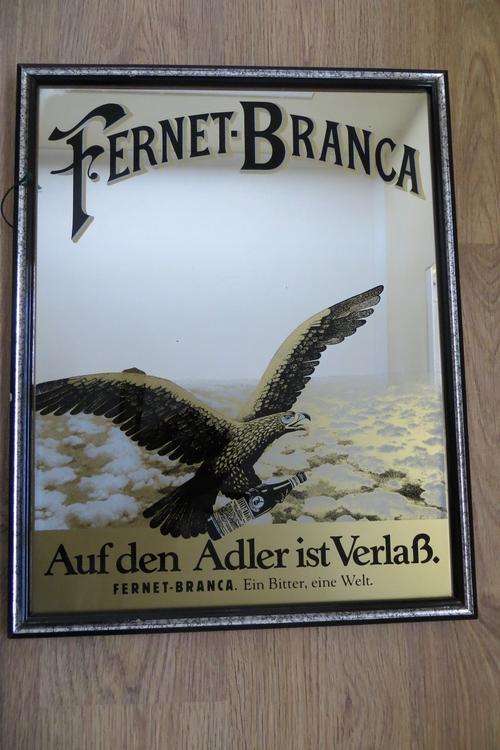 FERNET-BRANCA
Auf den Adler ist Verlaß.
FERNET-BRANCA. Ein Bitter, eine Welt.